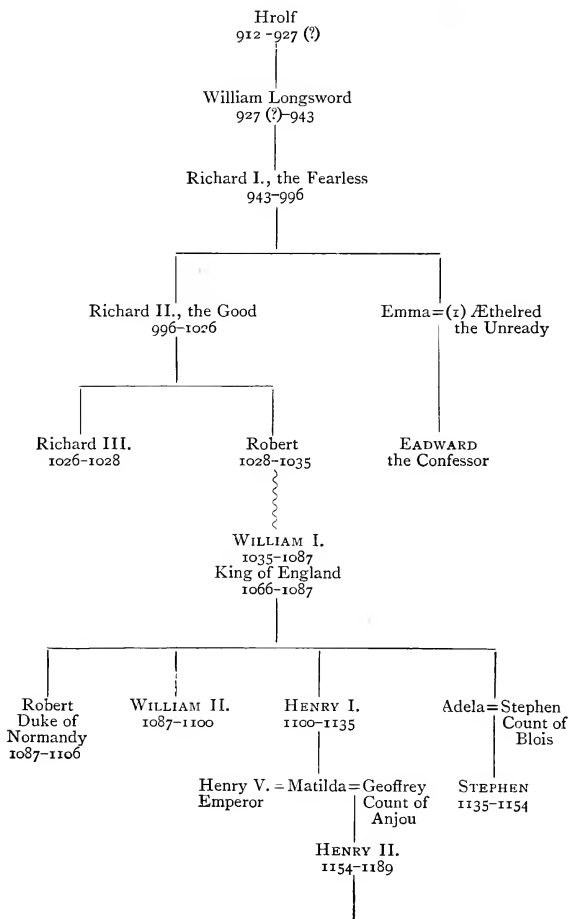 Hrolf
912-927 (?)
William Longsword
927 (?)-943
Richard I., the Fearless
943-996
Richard II., the Good
996-1026
Emma=(1) Æthelred
the Unready
Richard III.
1026-1028
Robert
1028-1035
EADWARD
the Confessor
WILLIAM I.
1035-1087
King of England
1066-1087
Robert
Duke of
Normandy
1087-1106
WILLIAM II.
1087-1100
HENRY I.
1100-1135
Adela=Stephen
Count of
Blois
Henry V. = Matilda=Geoffrey
Emperor
Count of
Anjou
STEPHEN
1135-1154
HENRY II.
1154-1189